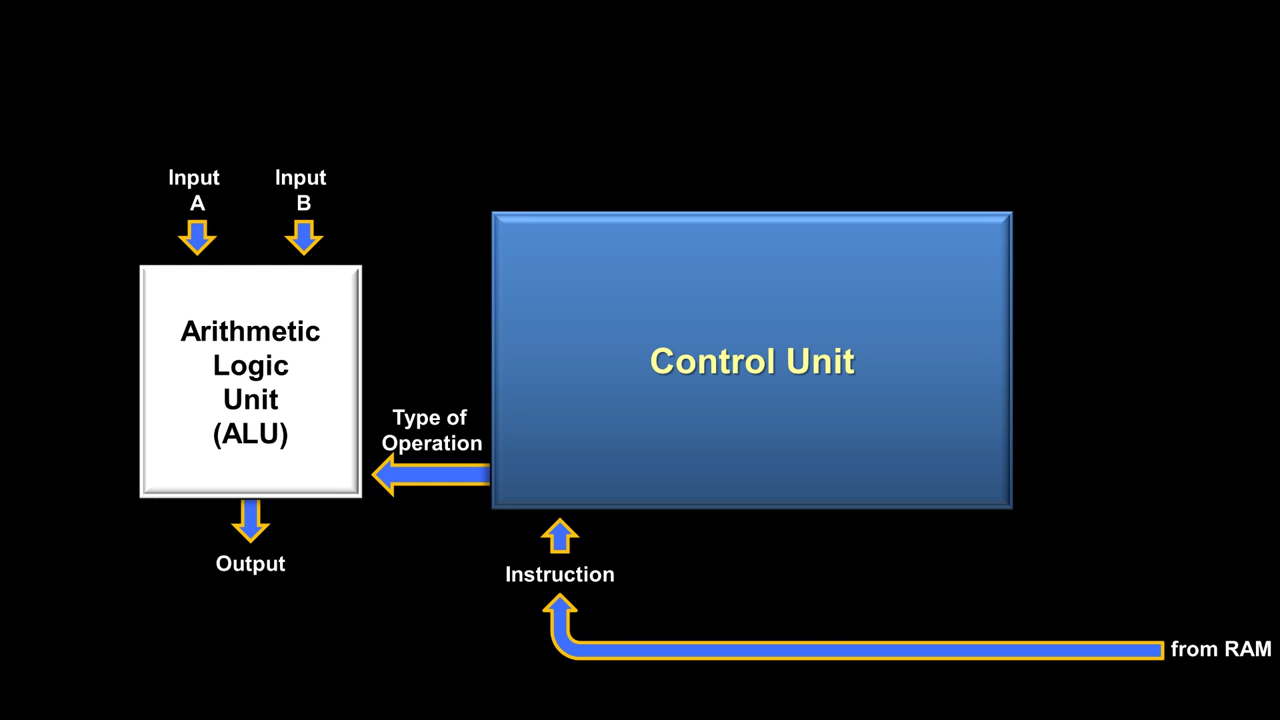 Input
A
Input
B
Arithmetic
Logic
Unit
(ALU)
Control Unit
Type of
Operation
Output
Instruction
from RAM